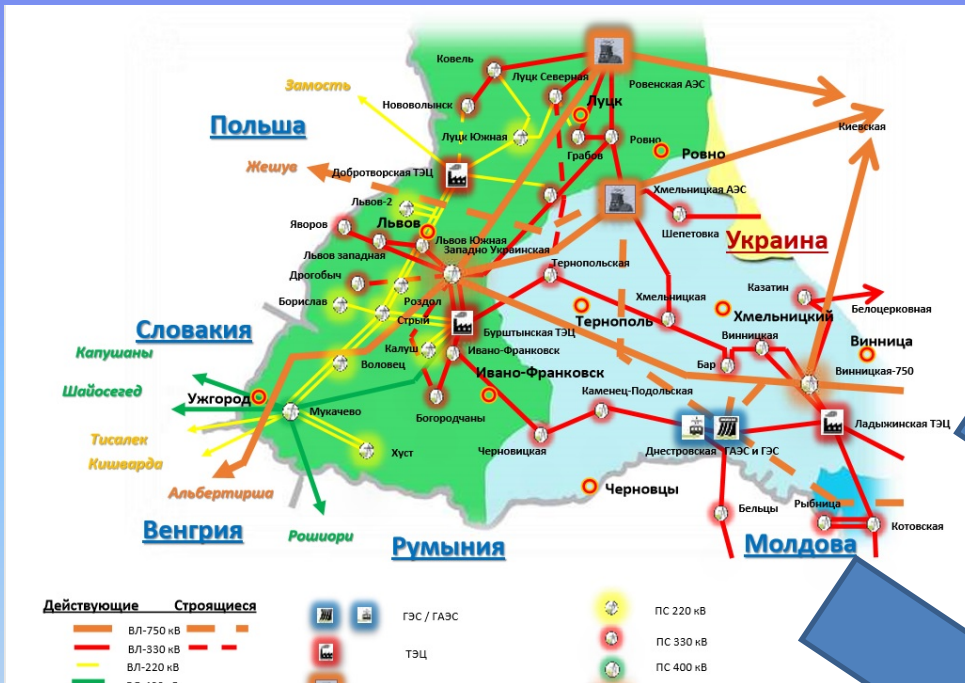 Ковель
Луцк Северная
Замость
Ровенская АЭС
Нововолынск
Луцк
Польша
Киевская
Луцк Южная
Ровно
Грабов
Ровно
Жешув
Добротворская ТЭЦ
Хмельницкая АЭС
Львов-2
Яворов
Львов
Шепетовка
Украина
Львов Южная
Западно Украинская
Львов западная
Тернопольская
Дрогобыч
Казатин
Борислав
Роздол
Хмельницкая
Белоцерковная
Хмельницкий
Стрый
Тернополь
Словакия
Бурштынская ТЭЦ
Винницкая
Винница
Капушаны
Калуш
Ивано-Франковск
Винницкая-750
Воловец
Бар
Ивано-Франковск
Шайосегед
Каменец-Подольская
Ужгород
Мукачево
Богородчаны
Ладыжинская ТЭЦ
Тисалек
Хуст
Черновицкая
Днестровская ГАЭС и ГЭС
Кишварда
Альбертирша
Черновцы
Рыбница
Бельцы
Котовская
Венгрия
Рошиори
Румыния
Молдова
Действующие Строящиеся
ГЭС / ГАЭС
ПС 220 кВ
ВЛ-750 кВ
ВЛ-330 кВ
ТЭЦ
ПС 330 кВ
ВЛ-220 кВ
ПС 400 кВ